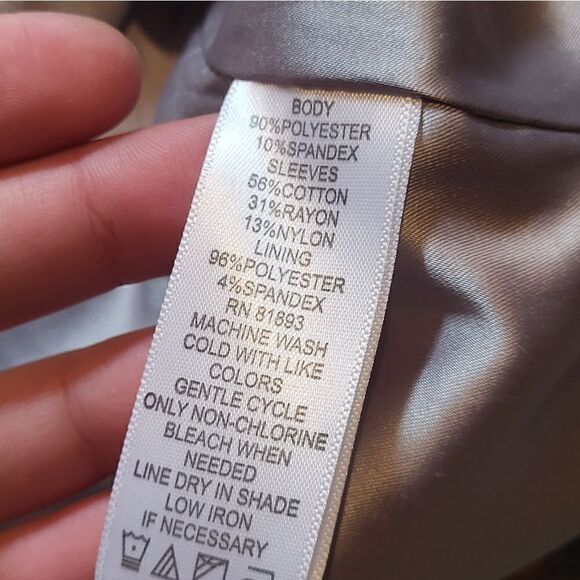 BODY
90%POLYESTER
10%SPANDEX
SLEEVES
56%COTTON
31%RAYON
13%NYLON
LINING
96%POLYESTER
4%SPANDEX
RN 81893
MACHINE WASH
COLD WITH LIKE
COLORS
GENTLE CYCLE
ONLY NON-CHLORINE
BLEACH WHEN
NEEDED
LINE DRY IN SHADE
LOW IRON
IF NECESSARY